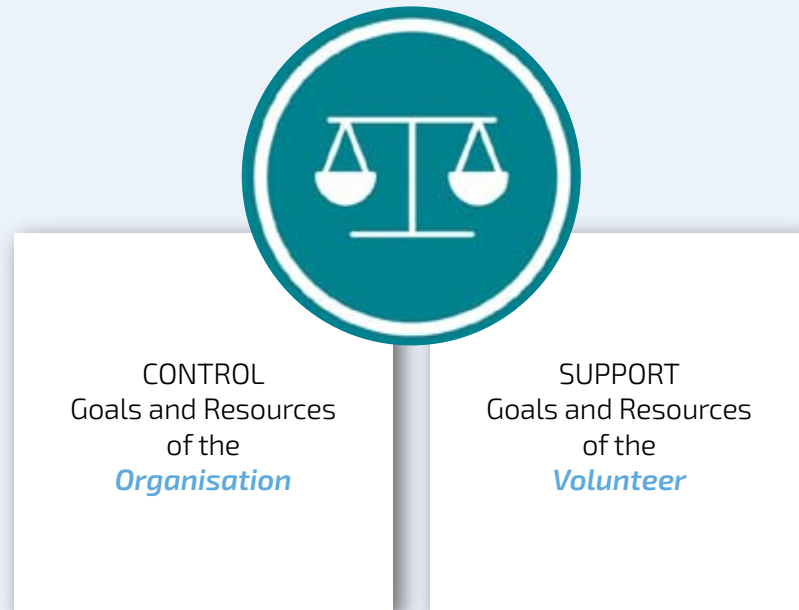 CONTROL
Goals and Resources
of the
Organisation
SUPPORT
Goals and Resources
of the
Volunteer